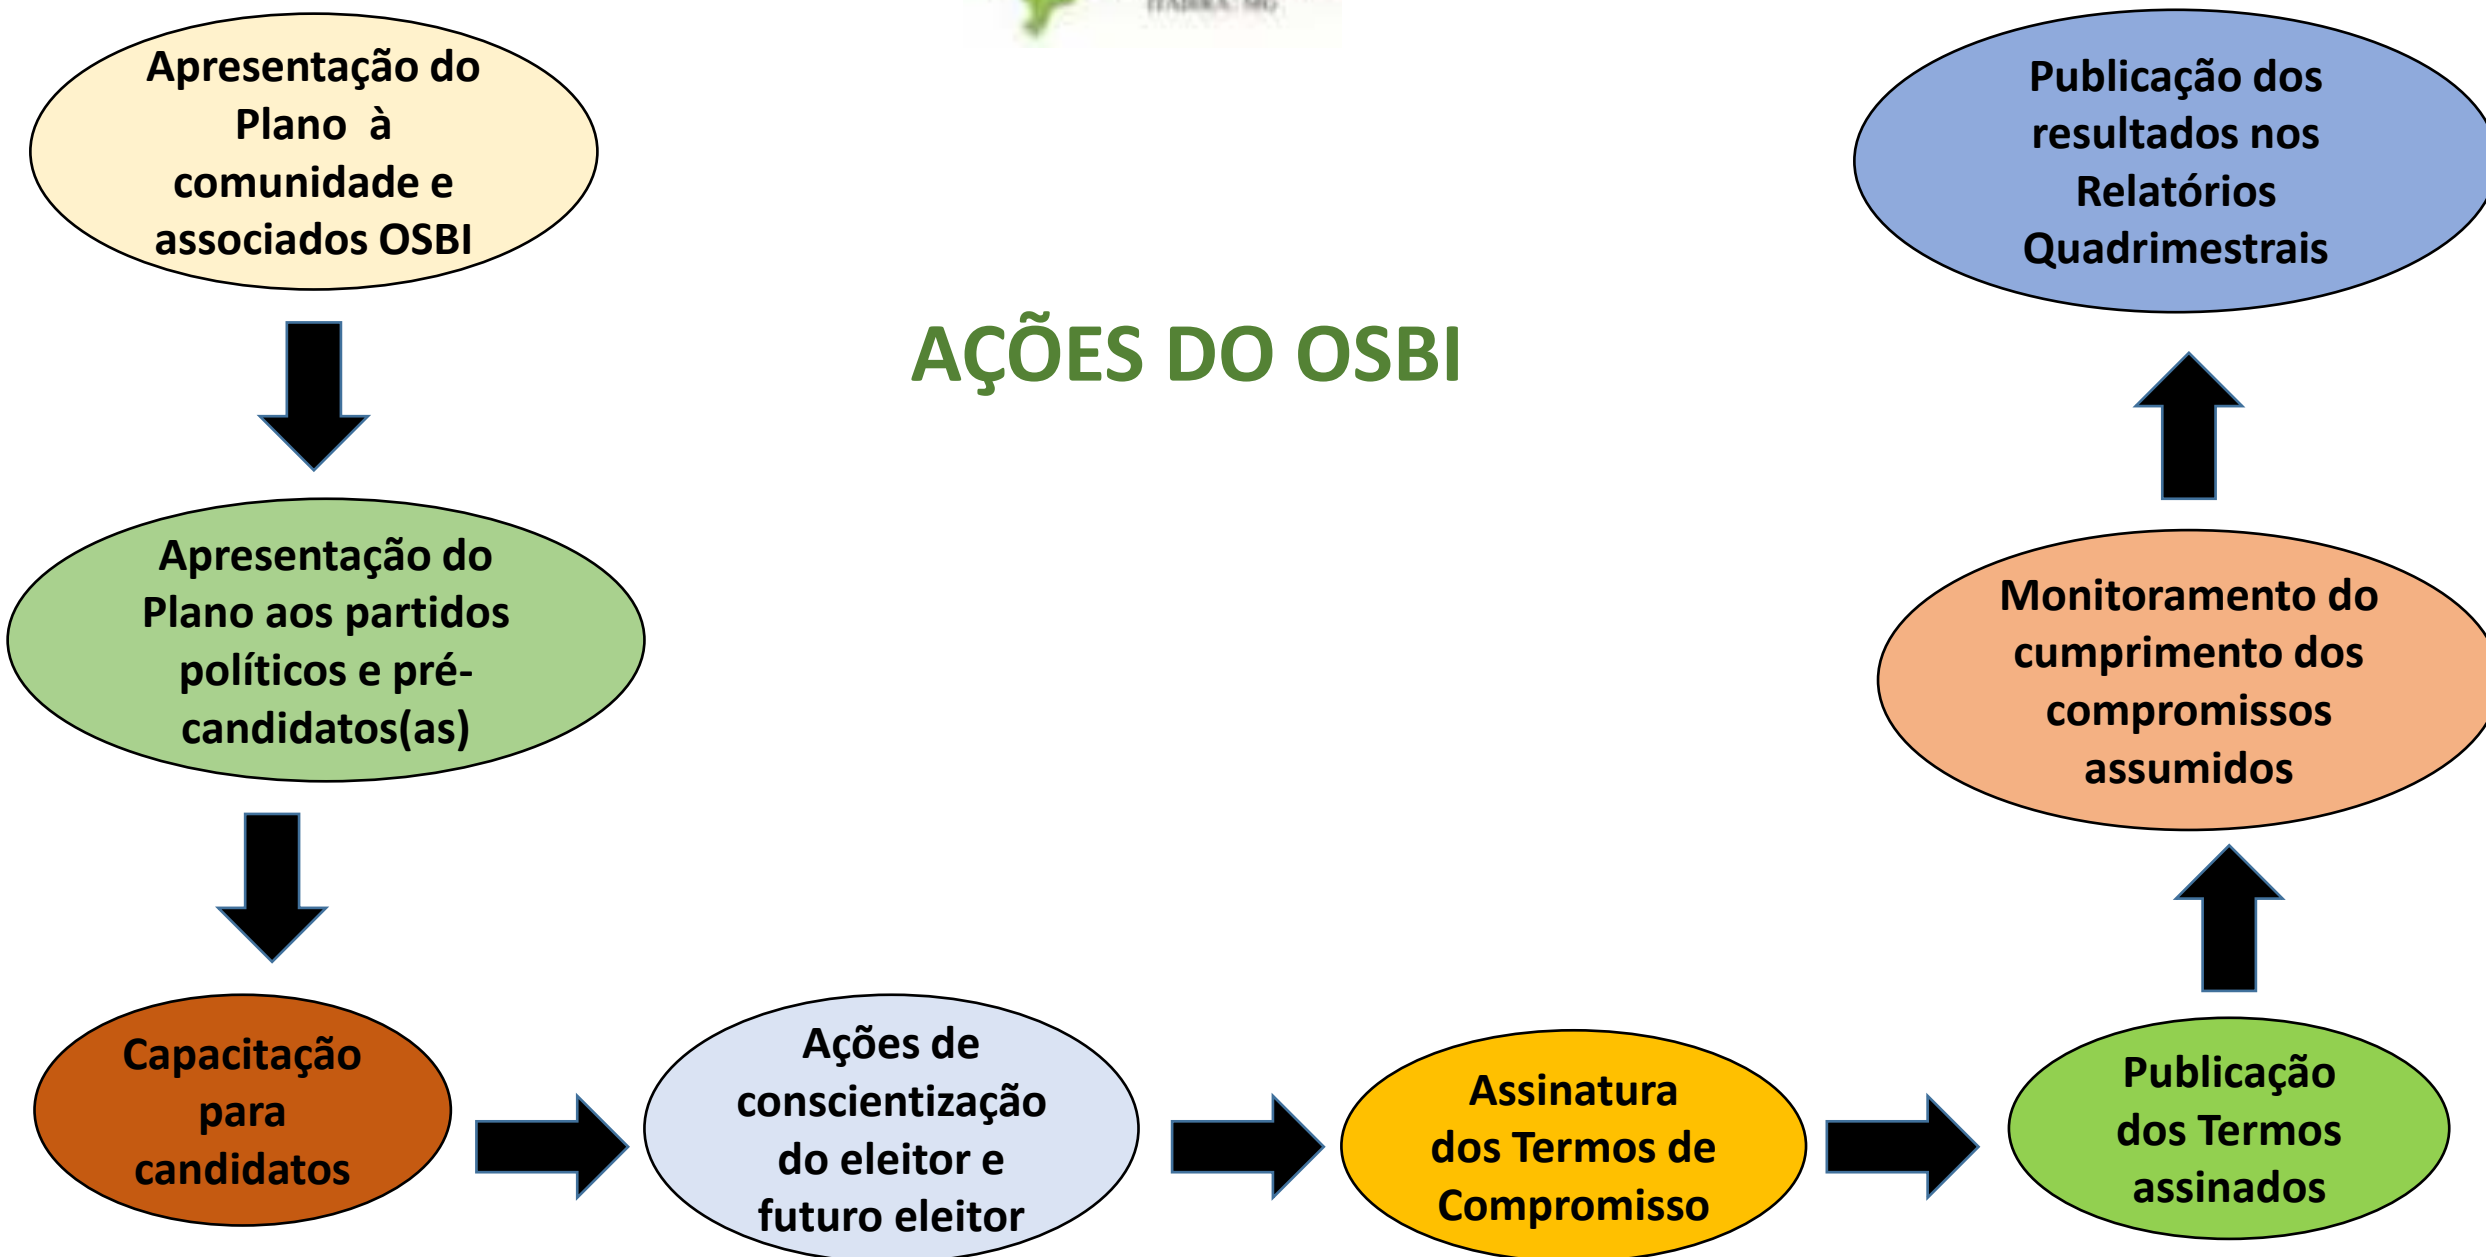 ITABIRA, MG
Apresentação do
Plano à
comunidade e
associados OSBI
Apresentação do
Plano aos partidos
políticos e pré-
candidatos(as)
Capacitação
para
candidatos
Ações de
conscientização
do eleitor e
futuro eleitor
Assinatura
dos Termos de
Compromisso
Publicação
dos Termos
assinados
Monitoramento do
cumprimento dos
compromissos
assumidos
Publicação dos
resultados nos
Relatórios
Quadrimestrais
AÇÕES DO OSBI